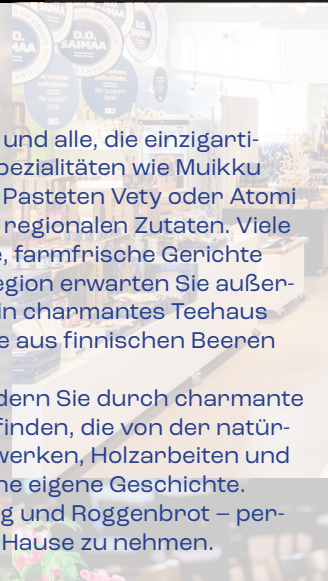 D.O.
SAIMAA
D.O.
SAIMAA
und alle, die einzigarti-
pezialitäten wie Muikku
Pasteten Vety oder Atomi
regionalen Zutaten. Viele
e, farmfrische Gerichte
egion erwarten Sie außer-
in charmantes Teehaus
e aus finnischen Beeren
dern Sie durch charmante
finden, die von der natür-
werken, Holzarbeiten und
ne eigene Geschichte.
g und Roggenbrot – per-
Hause zu nehmen.